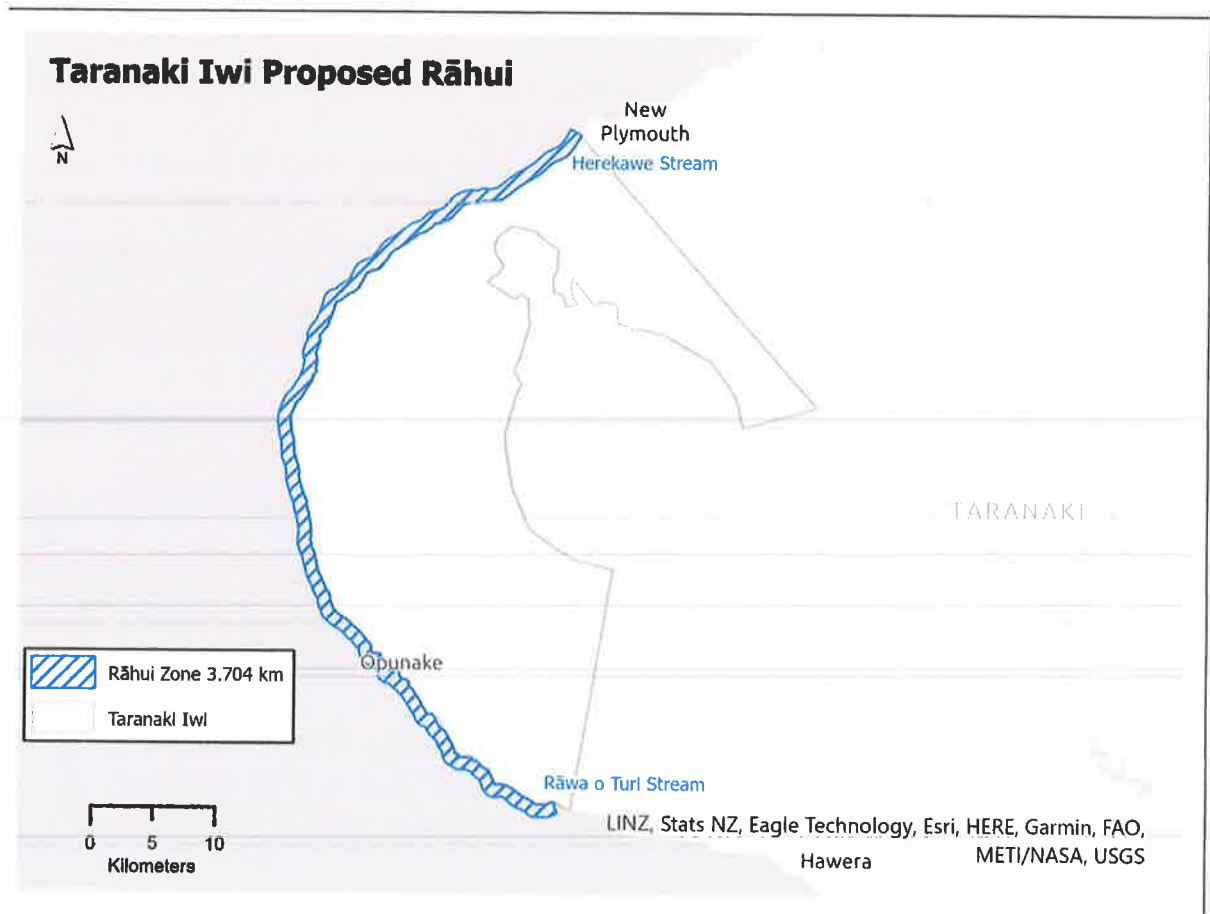 Taranaki Iwi Proposed Rāhui
N
New
Plymouth
Herekawe Stream
TARANAKI
Opunake
Rāhui Zone 3.704 km
Taranaki Iwi
Rāwa o Turi Stream
0 5 10
Kilometers
LINZ, Stats NZ, Eagle Technology, Esri, HERE, Garmin, FAO,
METI/NASA, USGS
Hawera